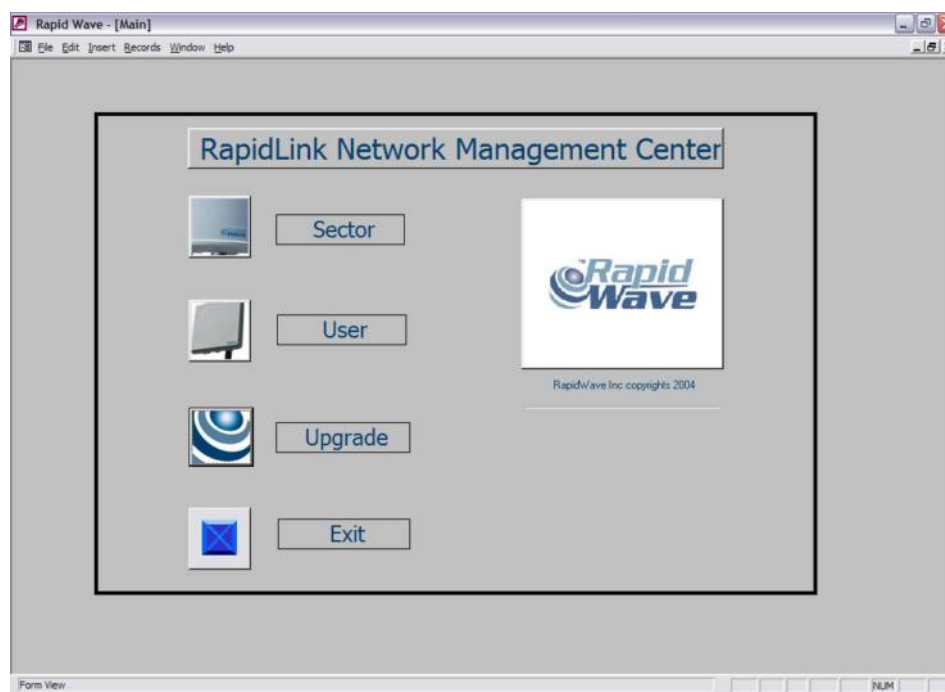 Rapid Wave - [Main]
File Edit Insert Records Window Help
RapidLink Network Management Center
Sector
User
Upgrade
Exit
Rapid
Wave
™
RapidWave Inc copyrights 2004
Form View
NUM